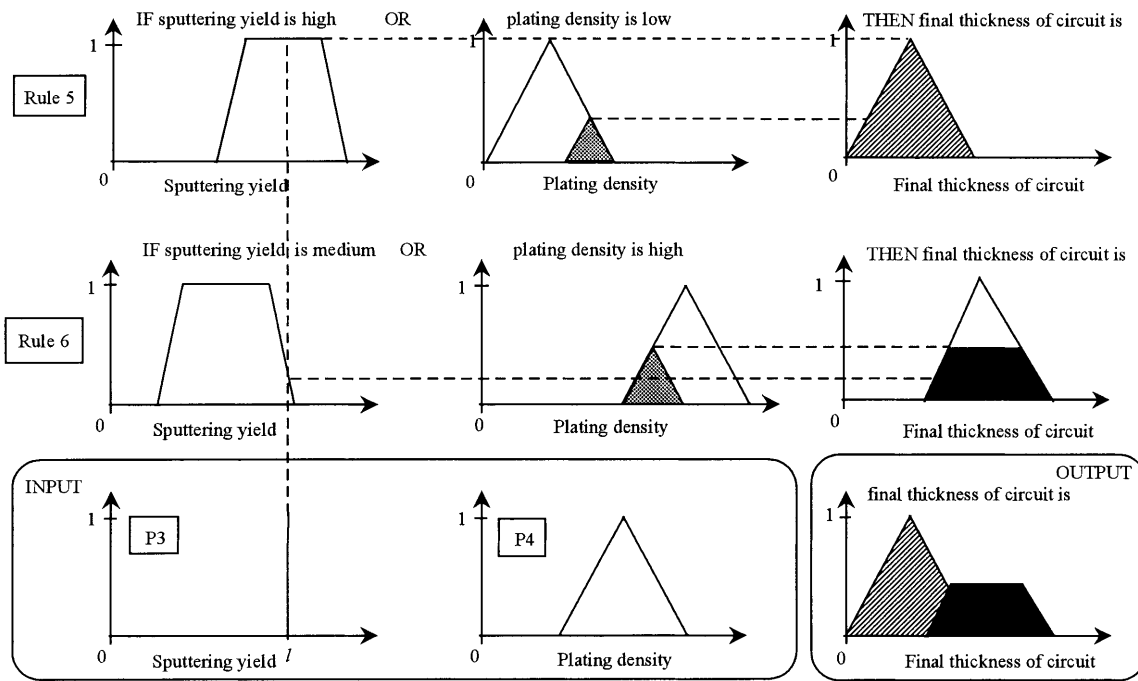 IF sputtering yield is high OR plating density is low THEN final thickness of circuit is
1 1 1
Rule 5
0 0 0
Sputtering yield Plating density Final thickness of circuit
IF sputtering yield is medium OR plating density is high THEN final thickness of circuit is
1 1 1
Rule 6
0 0 0
Sputtering yield Plating density Final thickness of circuit
INPUT OUTPUT
final thickness of circuit is
1 P3 1 P4 1
0 0 0
Sputtering yield l Plating density Final thickness of circuit